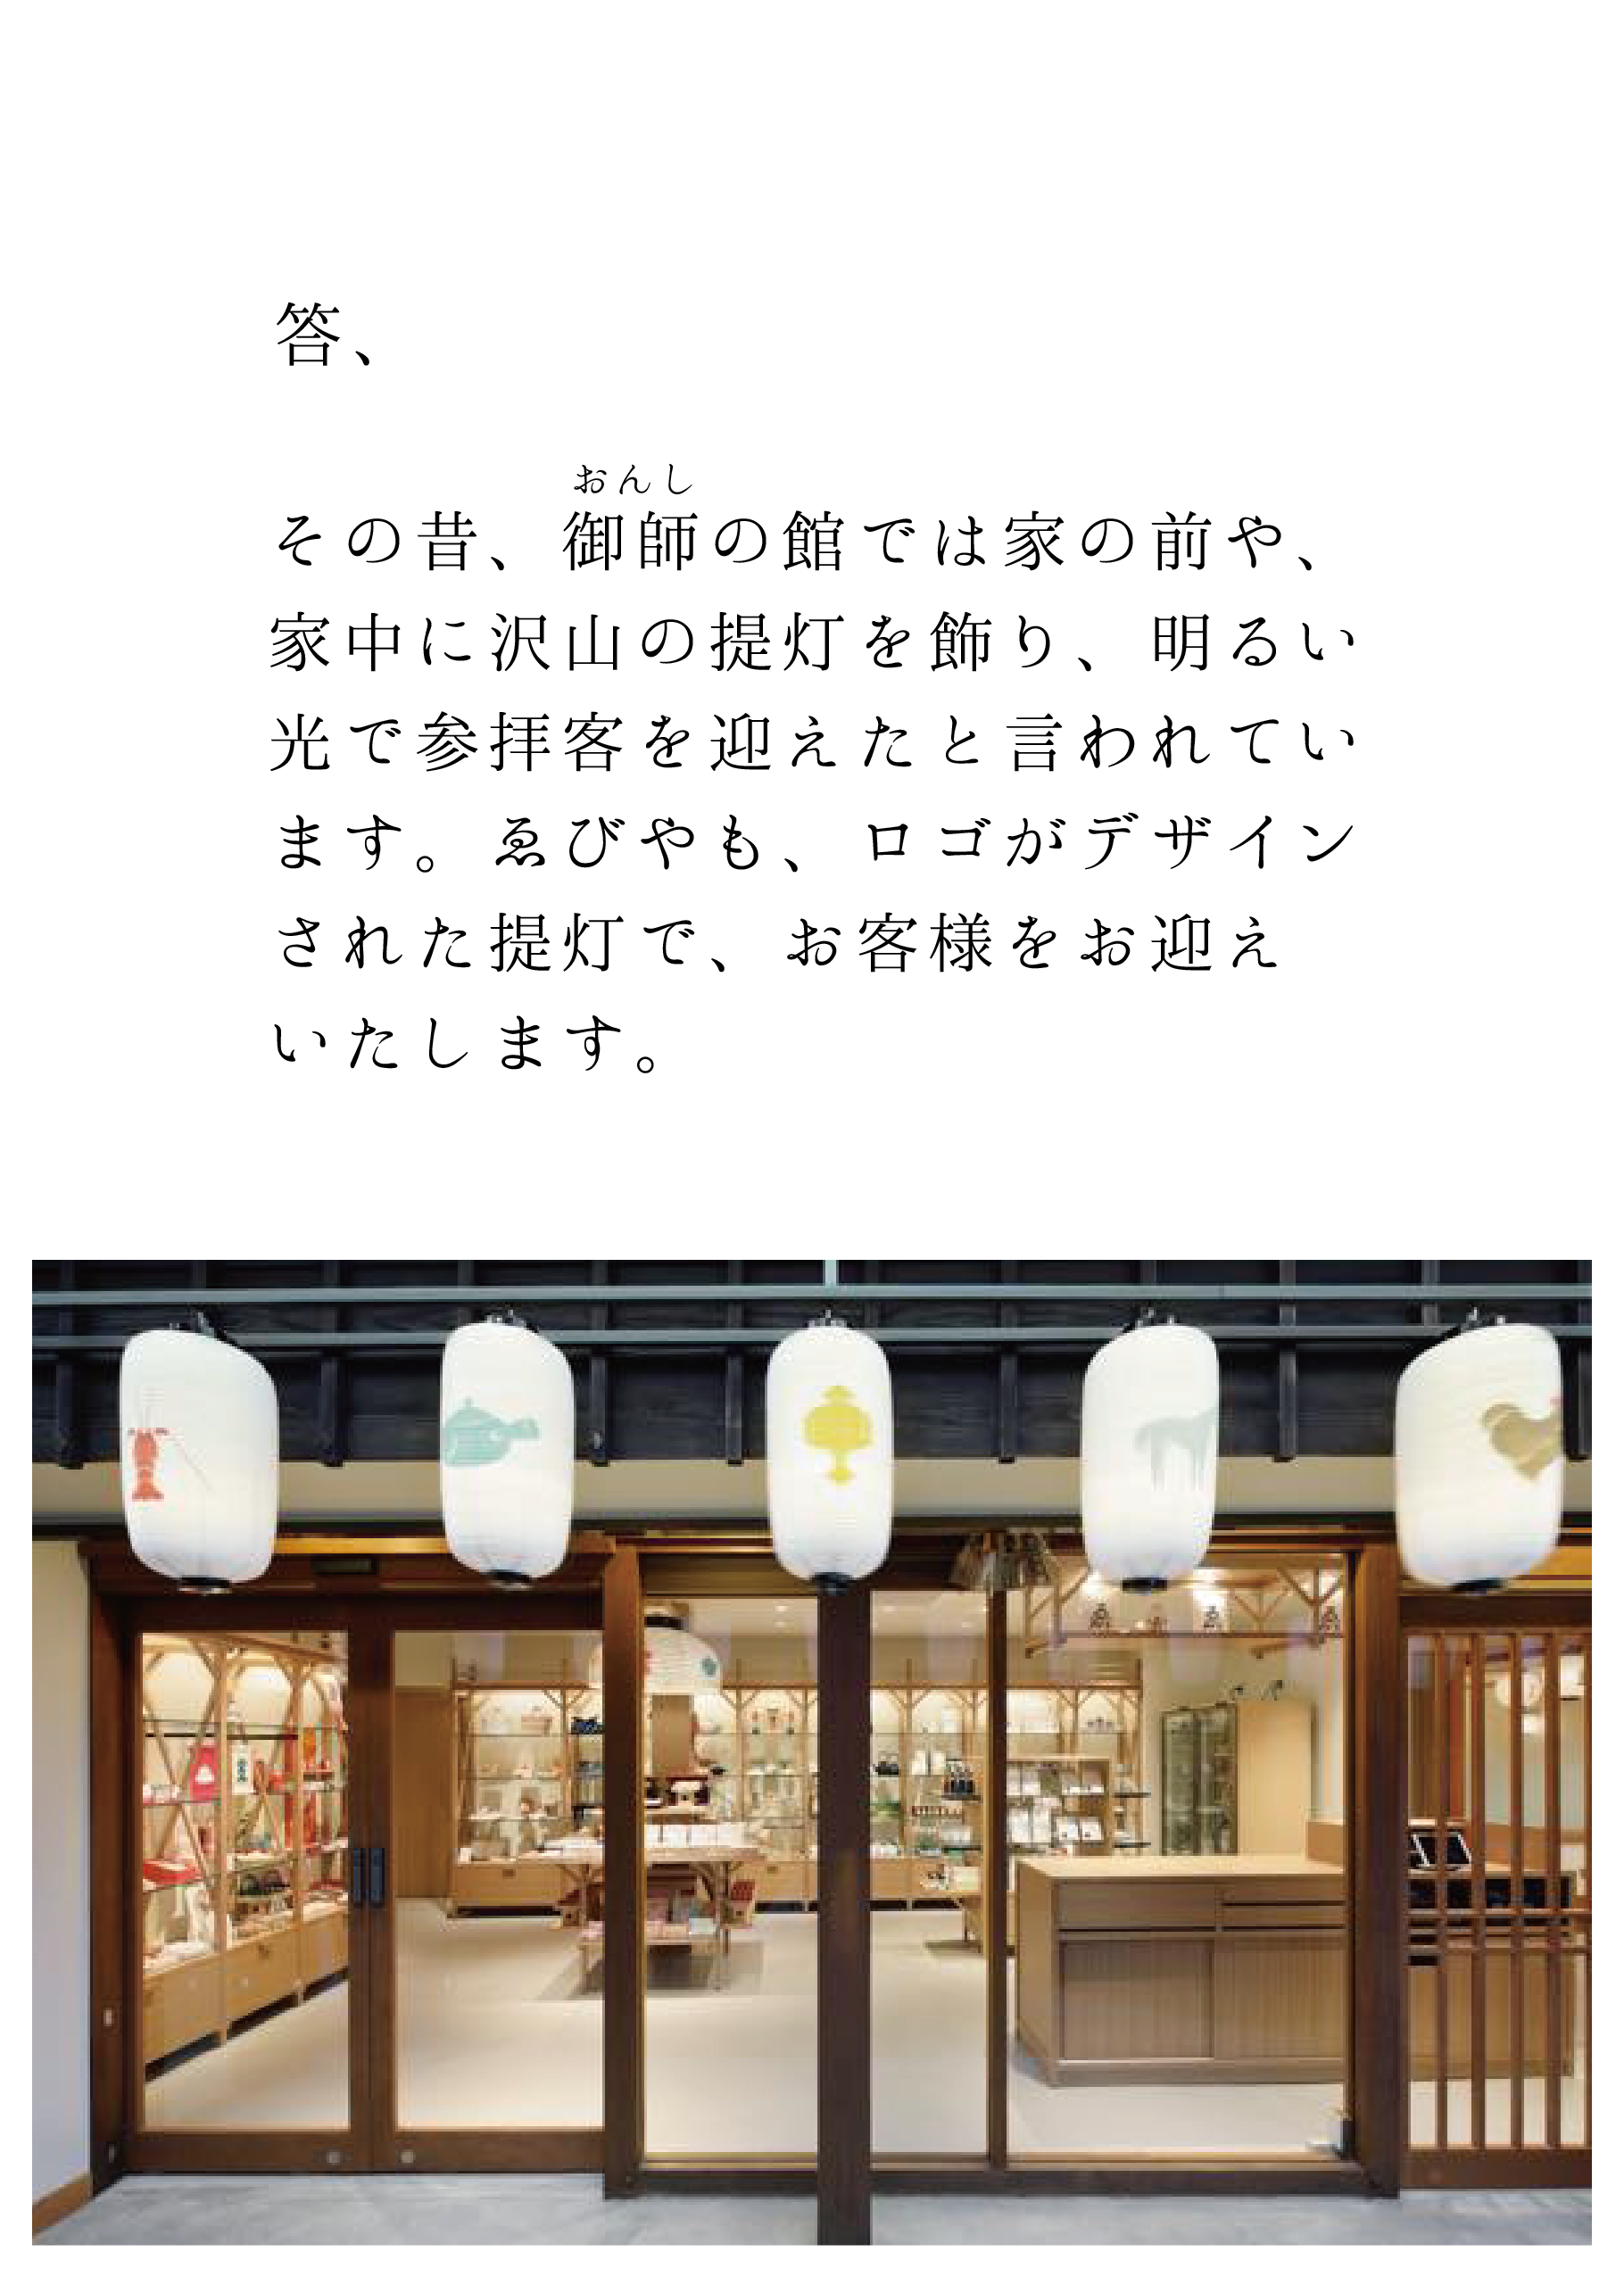 答、
おんし
その昔、御師の館では家の前や、
家中に沢山の提灯を飾り、明るい
光で参拝客を迎えたと言われてい
ます。ゑびやも、ロゴがデザイン
された提灯で、お客様をお迎え
いたします。